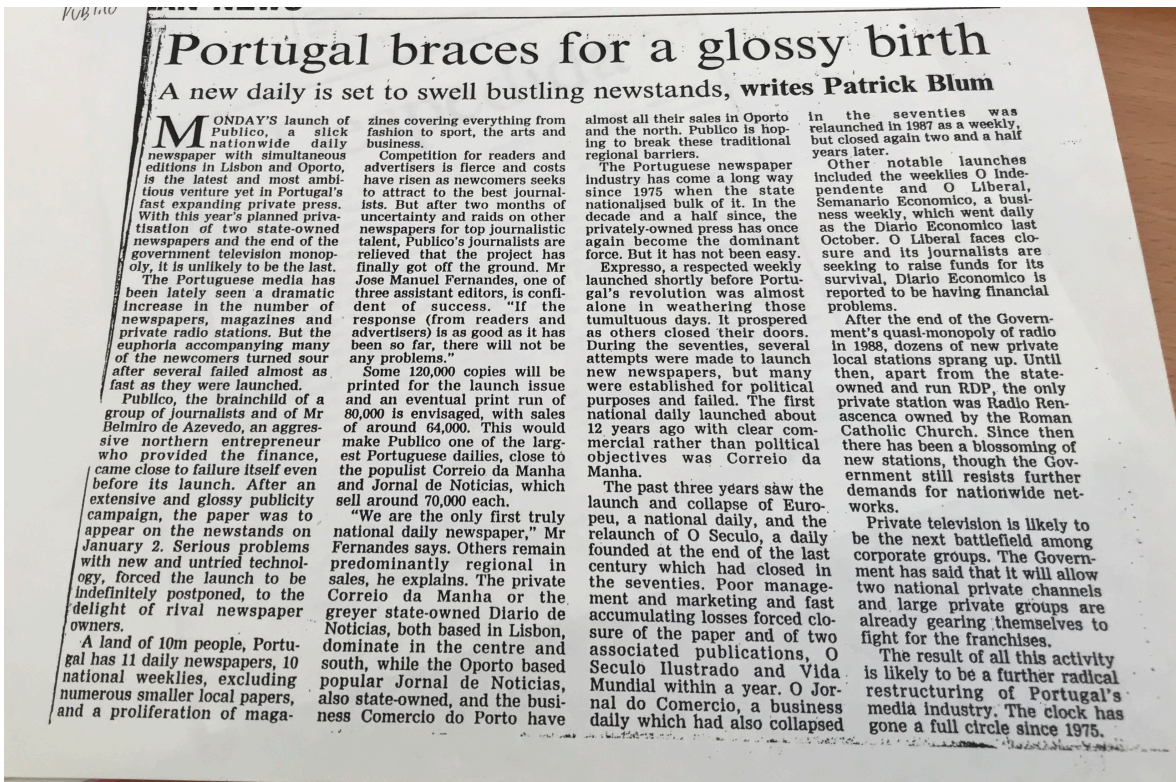 PUBLICO
AN NEWS
Portugal braces for a glossy birth
A new daily is set to swell bustling newstands, writes Patrick Blum
MONDAY'S launch of
Publico, a slick
nationwide daily
newspaper with simultaneous
editions in Lisbon and Oporto,
is the latest and most ambi-
tious venture yet in Portugal's
fast expanding private press.
With this year's planned priva-
tisation of two state-owned
newspapers and the end of the
government television monop-
oly, it is unlikely to be the last.
The Portuguese media has
been lately seen a dramatic
increase in the number of
newspapers, magazines and
private radio stations. But the
euphoria accompanying many
of the newcomers turned sour
after several failed almost as
fast as they were launched.
Publico, the brainchild of a
group of journalists and of Mr
Belmiro de Azevedo, an aggres-
sive northern entrepreneur
who provided the finance,
came close to failure itself even
before its launch. After an
extensive and glossy publicity
campaign, the paper was to
appear on the newstands on
January 2. Serious problems
with new and untried technol-
ogy, forced the launch to be
indefinitely postponed, to the
delight of rival newspaper
owners.
A land of 10m people, Portu-
gal has 11 daily newspapers, 10
national weeklies, excluding
numerous smaller local papers,
and a proliferation of maga-
zines covering everything from
fashion to sport, the arts and
business.
Competition for readers and
advertisers is fierce and costs
have risen as newcomers seeks
to attract to the best journal-
ists. But after two months of
uncertainty and raids on other
newspapers for top journalistic
talent, Publico's journalists are
relieved that the project has
finally got off the ground. Mr
Jose Manuel Fernandes, one of
three assistant editors, is confi-
dent of success. "If the
response (from readers and
advertisers) is as good as it has
been so far, there will not be
any problems."
Some 120,000 copies will be
printed for the launch issue
and an eventual print run of
80,000 is envisaged, with sales
of around 64,000. This would
make Publico one of the larg-
est Portuguese dailies, close to
the populist Correio da Manha
and Jornal de Noticias, which
sell around 70,000 each.
"We are the only first truly
national daily newspaper," Mr
Fernandes says. Others remain
predominantly regional in
sales, he explains. The private
Correio da Manha or the
greyer state-owned Diario de
Noticias, both based in Lisbon,
dominate in the centre and
south, while the Oporto based
popular Jornal de Noticias,
also state-owned, and the busi-
ness Comercio do Porto have
almost all their sales in Oporto
and the north. Publico is hop-
ing to break these traditional
regional barriers.
The Portuguese newspaper
industry has come a long way
since 1975 when the state
nationalised bulk of it. In the
decade and a half since, the
privately-owned press has once
again become the dominant
force. But it has not been easy.
Expresso, a respected weekly
launched shortly before Portu-
gal's revolution was almost
alone in weathering those
tumultuous days. It prospered
as others closed their doors.
During the seventies, several
attempts were made to launch
new newspapers, but many
were established for political
purposes and failed. The first
national daily launched about
12 years ago with clear com-
mercial rather than political
objectives was Correio da
Manha.
The past three years saw the
launch and collapse of Euro-
peu, a national daily, and the
relaunch of O Seculo, a daily
founded at the end of the last
century which had closed in
the seventies. Poor manage-
ment and marketing and fast
accumulating losses forced clo-
sure of the paper and of two
associated publications, O
Seculo Ilustrado and Vida
Mundial within a year. O Jor-
nal do Comercio, a business
daily which had also collapsed
in the seventies was
relaunched in 1987 as a weekly,
but closed again two and a half
years later.
Other notable launches
included the weeklies O Inde-
pendente and O Liberal,
Semanario Economico, a busi-
ness weekly, which went daily
as the Diario Economico last
October. O Liberal faces clo-
sure and its journalists are
seeking to raise funds for its
survival, Diario Economico is
reported to be having financial
problems.
After the end of the Govern-
ment's quasi-monopoly of radio
in 1988, dozens of new private
local stations sprang up. Until
then, apart from the state-
owned and run RDP, the only
private station was Radio Ren-
ascenca owned by the Roman
Catholic Church. Since then
there has been a blossoming of
new stations, though the Gov-
ernment still resists further
demands for nationwide net-
works.
Private television is likely to
be the next battlefield among
corporate groups. The Govern-
ment has said that it will allow
two national private channels
and large private groups are
already gearing themselves to
fight for the franchises.
The result of all this activity
is likely to be a further radical
restructuring of Portugal's
media industry. The clock has
gone a full circle since 1975.